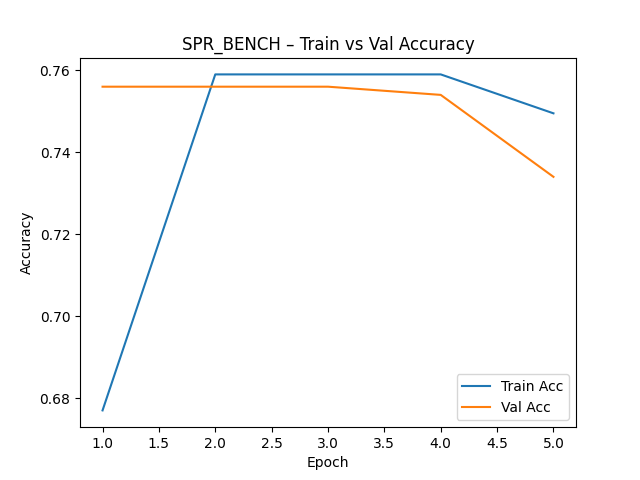 SPR_BENCH – Train vs Val Accuracy
Accuracy
0.76
0.74
0.72
0.70
0.68
1.0 1.5 2.0 2.5 3.0 3.5 4.0 4.5 5.0
Epoch
Train Acc
Val Acc